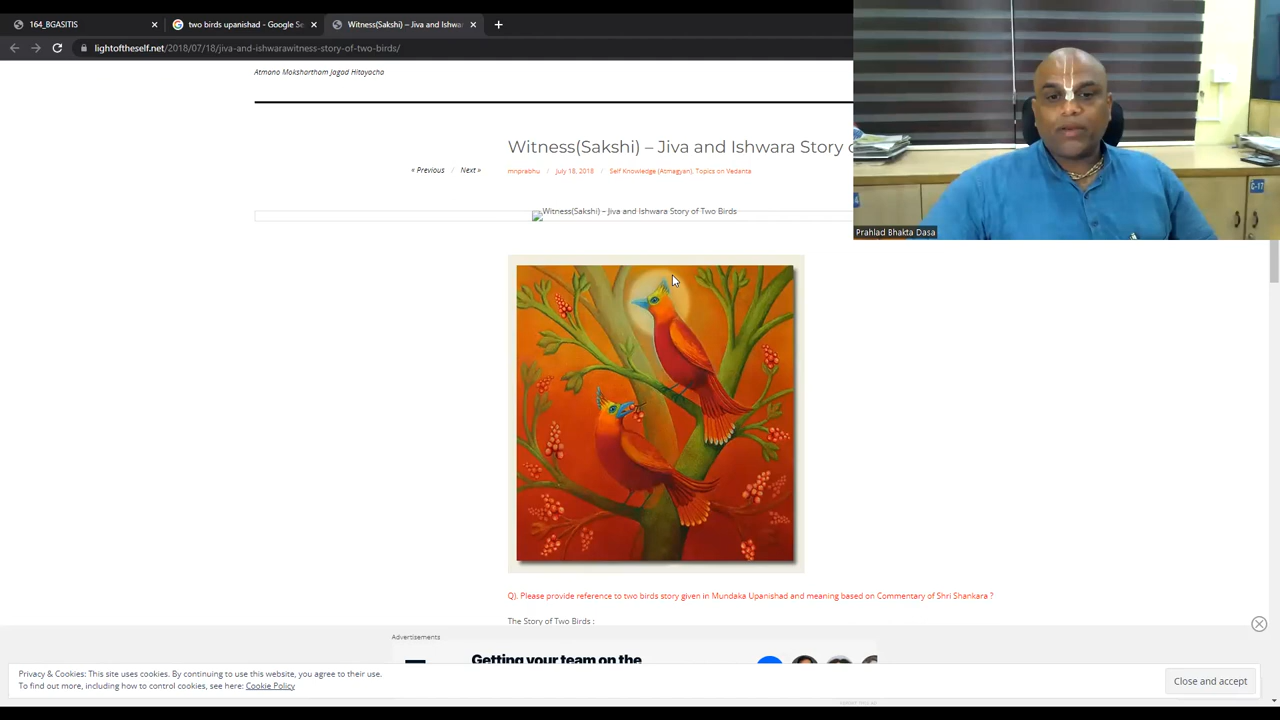 164_BGASITIS
two birds upanishad - Google Se
Witness(Sakshi) – Jiva and Ishwa
lightoftheself.net/2018/07/18/jiva-and-ishwarawitness-story-of-two-birds/
Atmano Mokshartham Jagad Hitayacha
Witness(Sakshi) – Jiva and Ishwara Story
« Previous / Next »
mnprabhu / July 18, 2018 / Self Knowledge (Atmagyan), Topics on Vedanta
Witness(Sakshi) – Jiva and Ishwara Story of Two Birds
C-17
Prahlad Bhakta Dasa
Q). Please provide reference to two birds story given in Mundaka Upanishad and meaning based on Commentary of Shri Shankara ?
The Story of Two Birds :
Advertisements
Getting your team on the
Privacy & Cookies: This site uses cookies. By continuing to use this website, you agree to their use.
To find out more, including how to control cookies, see here: Cookie Policy
Close and accept